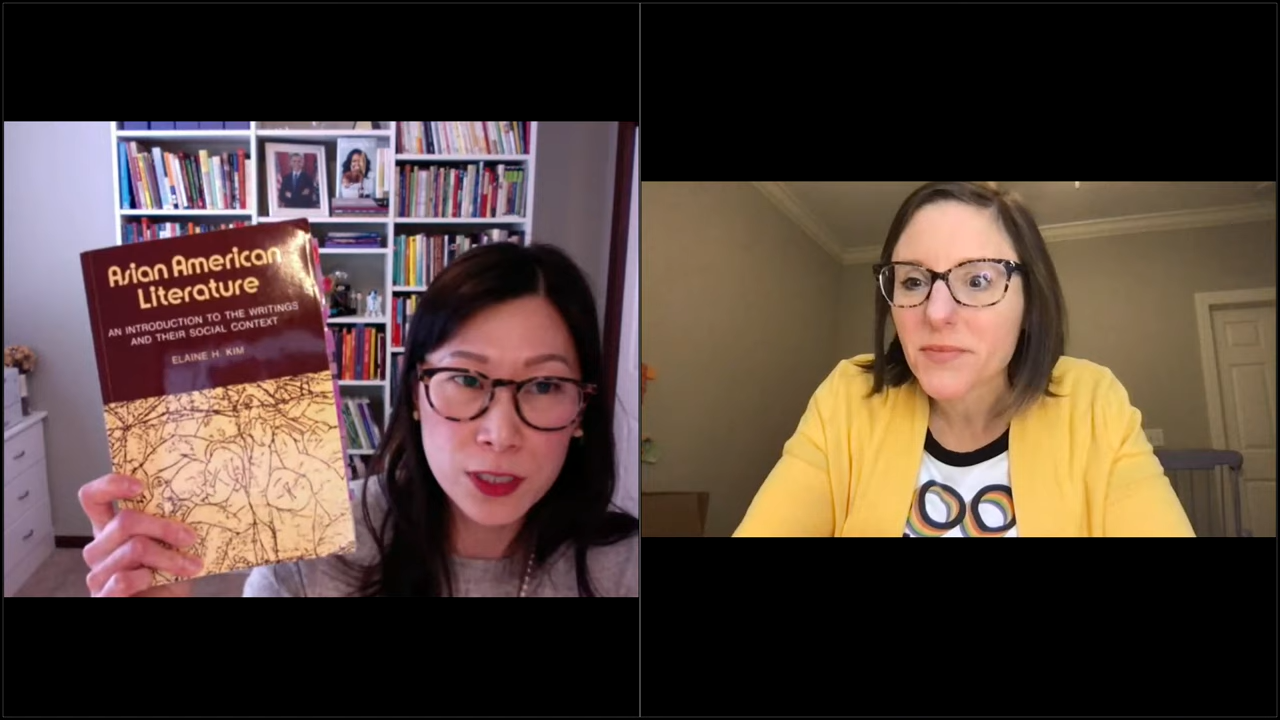 Asian American
Literature
AN INTRODUCTION TO THE WRITINGS
AND THEIR SOCIAL CONTEXT
ELAINE H. KIM